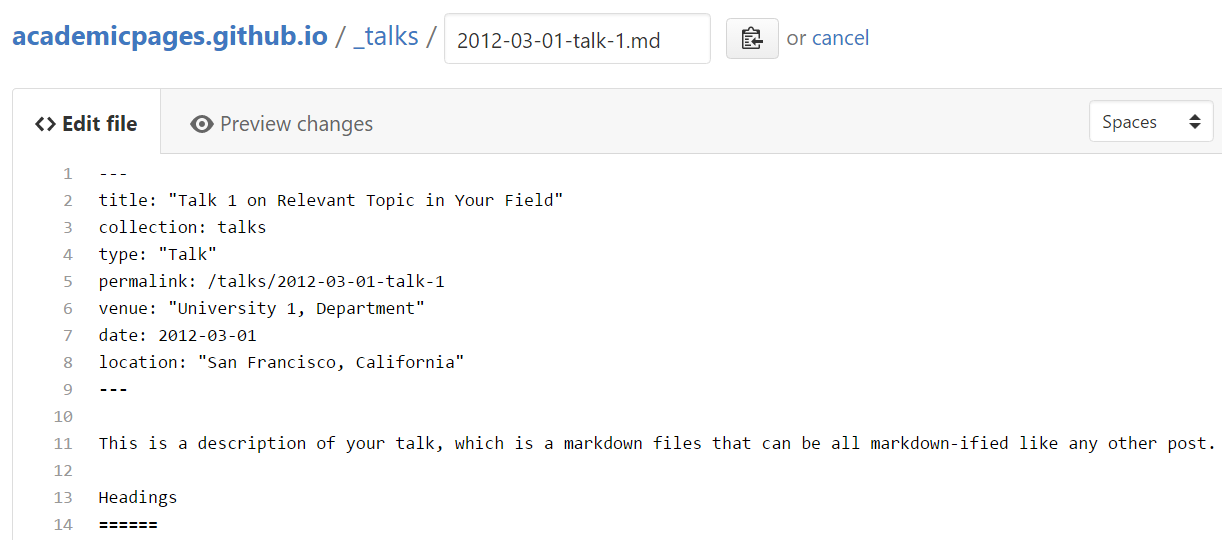 academicpages.github.io / _talks / 2012-03-01-talk-1.md or cancel
<> Edit file Preview changes Spaces
1 ---
2 title: "Talk 1 on Relevant Topic in Your Field"
3 collection: talks
4 type: "Talk"
5 permalink: /talks/2012-03-01-talk-1
6 venue: "University 1, Department"
7 date: 2012-03-01
8 location: "San Francisco, California"
9 ---
10
11 This is a description of your talk, which is a markdown files that can be all markdown-ified like any other post.
12
13 Headings
14 ======